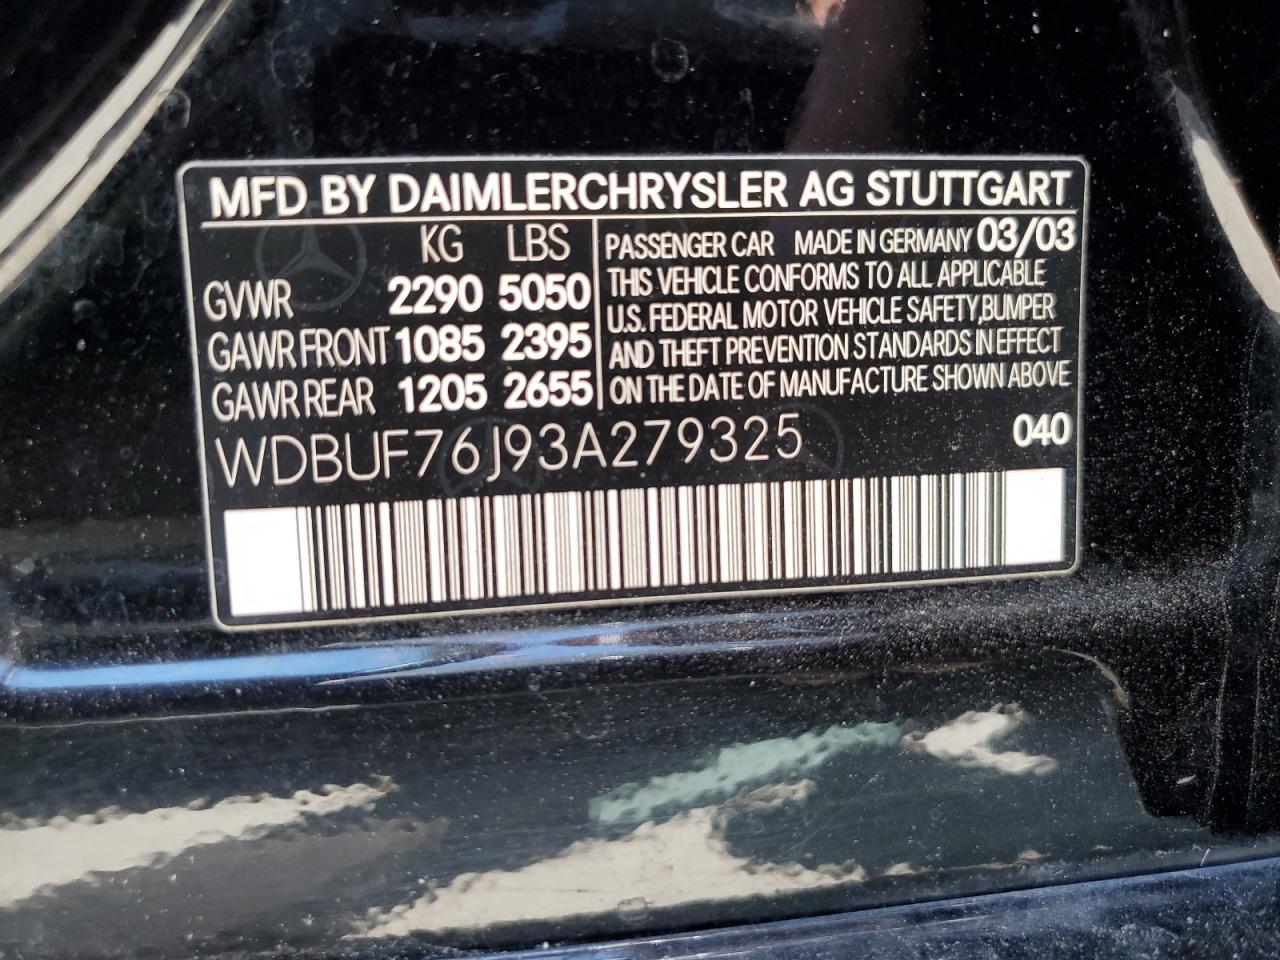 MFD BY DAIMLERCHRYSLER AG STUTTGART
KG LBS
GVWR 2290 5050
GAWR FRONT 1085 2395
GAWR REAR 1205 2655
PASSENGER CAR MADE IN GERMANY 03/03
THIS VEHICLE CONFORMS TO ALL APPLICABLE
U.S. FEDERAL MOTOR VEHICLE SAFETY, BUMPER
AND THEFT PREVENTION STANDARDS IN EFFECT
ON THE DATE OF MANUFACTURE SHOWN ABOVE
WDBUF76J93A279325 040